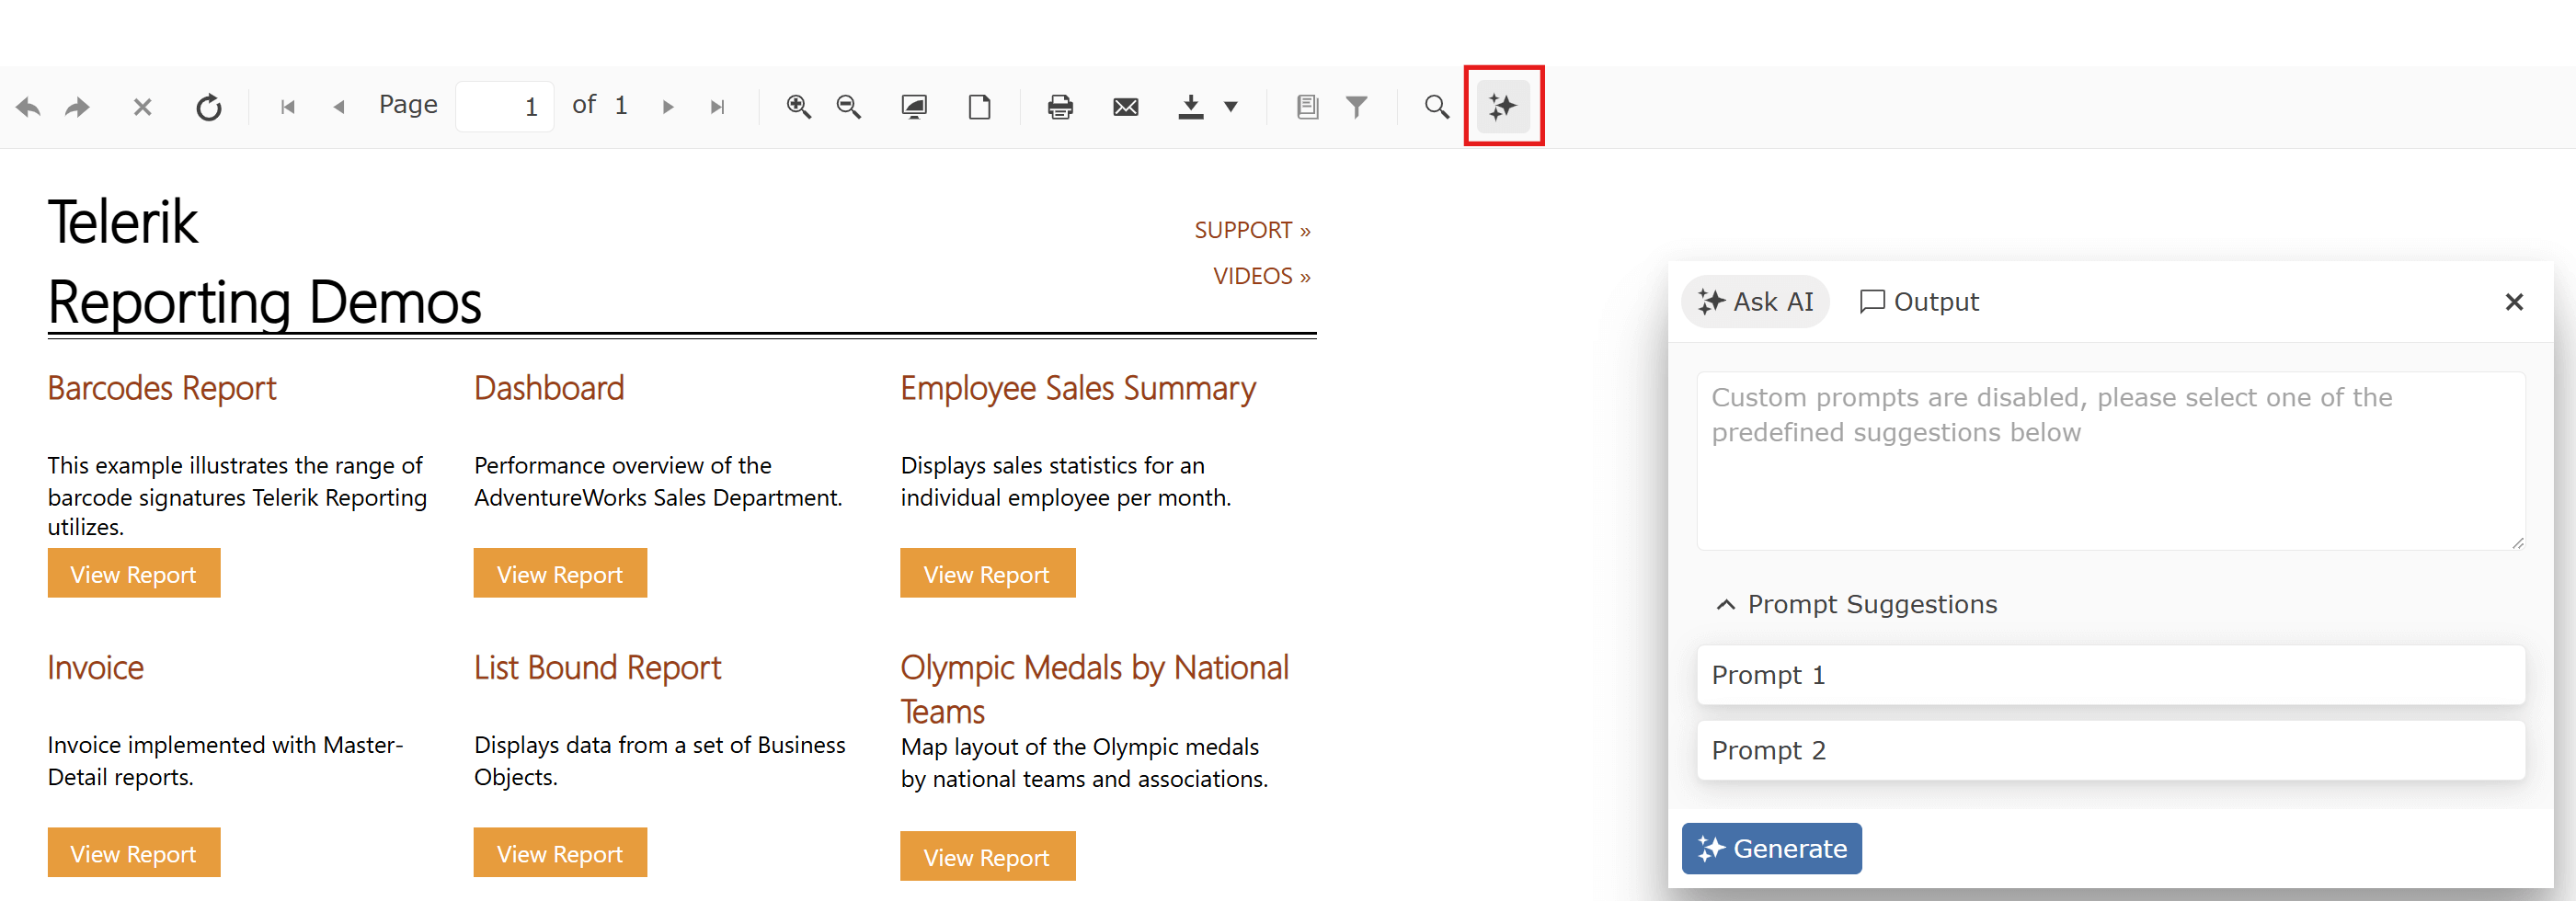 Page 1 of 1
Telerik
Reporting Demos
SUPPORT »
VIDEOS »
Barcodes Report
This example illustrates the range of
barcode signatures Telerik Reporting
utilizes.
View Report
Dashboard
Performance overview of the
AdventureWorks Sales Department.
View Report
Employee Sales Summary
Displays sales statistics for an
individual employee per month.
View Report
Invoice
Invoice implemented with Master-
Detail reports.
View Report
List Bound Report
Displays data from a set of Business
Objects.
View Report
Olympic Medals by National
Teams
Map layout of the Olympic medals
by national teams and associations.
View Report
Ask AI
Output
Custom prompts are disabled, please select one of the
predefined suggestions below
Prompt Suggestions
Prompt 1
Prompt 2
Generate